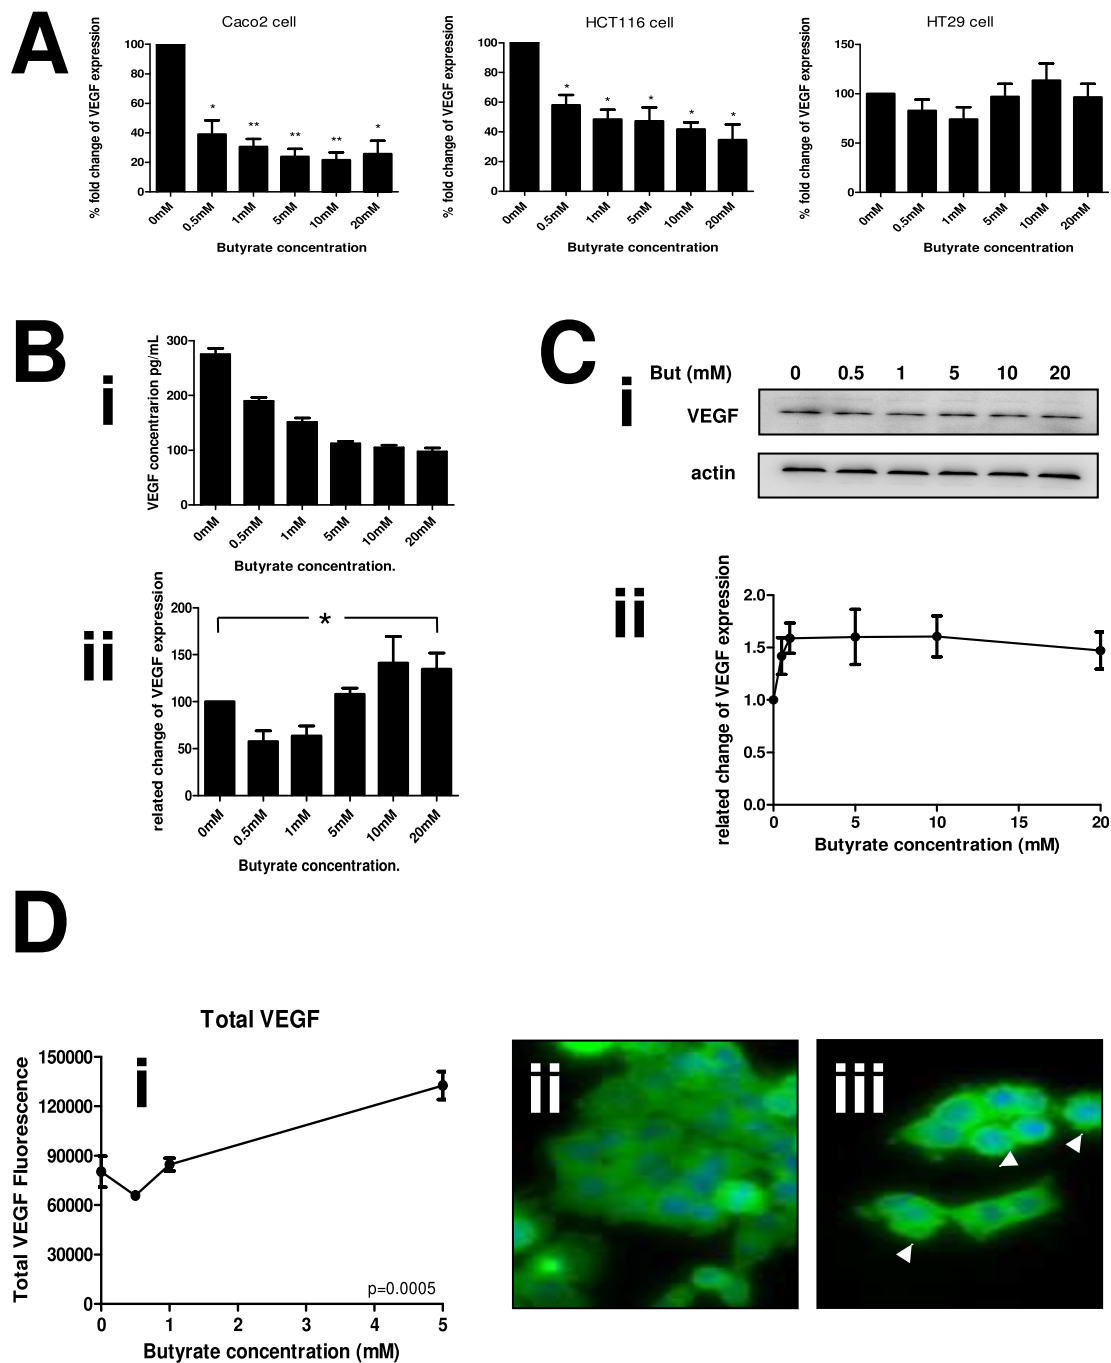 A
Caco2 cell
% fold change of VEGF expression
100
80
60
40
20
0
*
**
**
**
*
0mM
0.5mM
1mM
5mM
10mM
20mM
Butyrate concentration
HCT116 cell
% fold change of VEGF expression
100
80
60
40
20
0
*
*
*
*
*
0mM
0.5mM
1mM
5mM
10mM
20mM
Butyrate concentration
HT29 cell
% fold change of VEGF expression
150
100
50
0
0mM
0.5mM
1mM
5mM
10mM
20mM
Butyrate concentration
B
i
VEGF concentrarion pg/mL
300
200
100
0
0mM
0.5mM
1mM
5mM
10mM
20mM
Butyrate concentration.
ii
related change of VEGF expression
200
150
100
50
0
*
0mM
0.5mM
1mM
5mM
10mM
20mM
Butyrate concentration.
C
i
But (mM) 0 0.5 1 5 10 20
VEGF
actin
ii
related change of VEGF expression
2.0
1.5
1.0
0.5
0.0
0 5 10 15 20
Butyrate concentration (mM)
D
Total VEGF
i
Total VEGF Fluorescence
150000
120000
90000
60000
30000
0
p=0.0005
0 1 2 3 4 5
Butyrate concentration (mM)
ii
iii